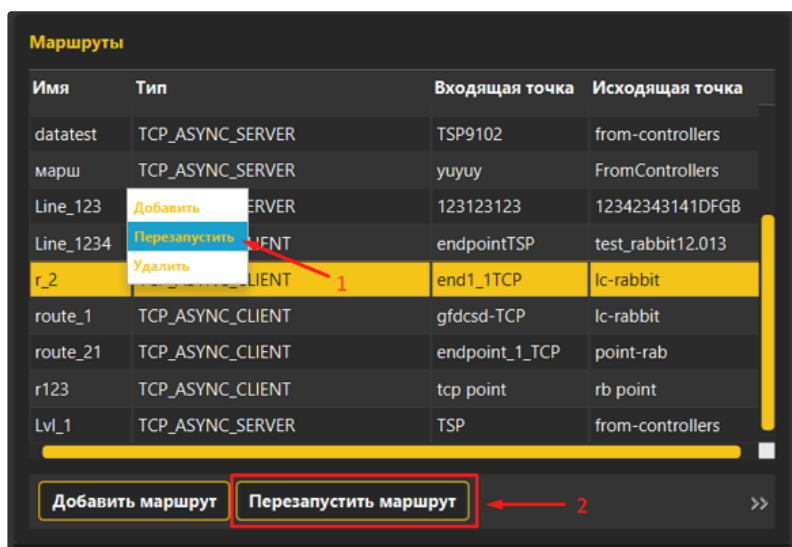 Маршруты
Имя Тип Входящая точка Исходящая точка
datatest TCP_ASYNC_SERVER TSP9102 from-controllers
марш TCP_ASYNC_SERVER yuyuy FromControllers
Line_123 Добавить ERVER 123123123 12342343141DFGB
Line_1234 Перезапустить ENT endpointTSP test_rabbit12.013
Удалить
1
r_2 CLIENT end1_1TCP lc-rabbit
route_1 TCP_ASYNC_CLIENT gfdcsd-TCP lc-rabbit
route_21 TCP_ASYNC_CLIENT endpoint_1_TCP point-rab
r123 TCP_ASYNC_CLIENT tcp point rb point
Lvl_1 TCP_ASYNC_SERVER TSP from-controllers
Добавить маршрут Перезапустить маршрут 2 >>